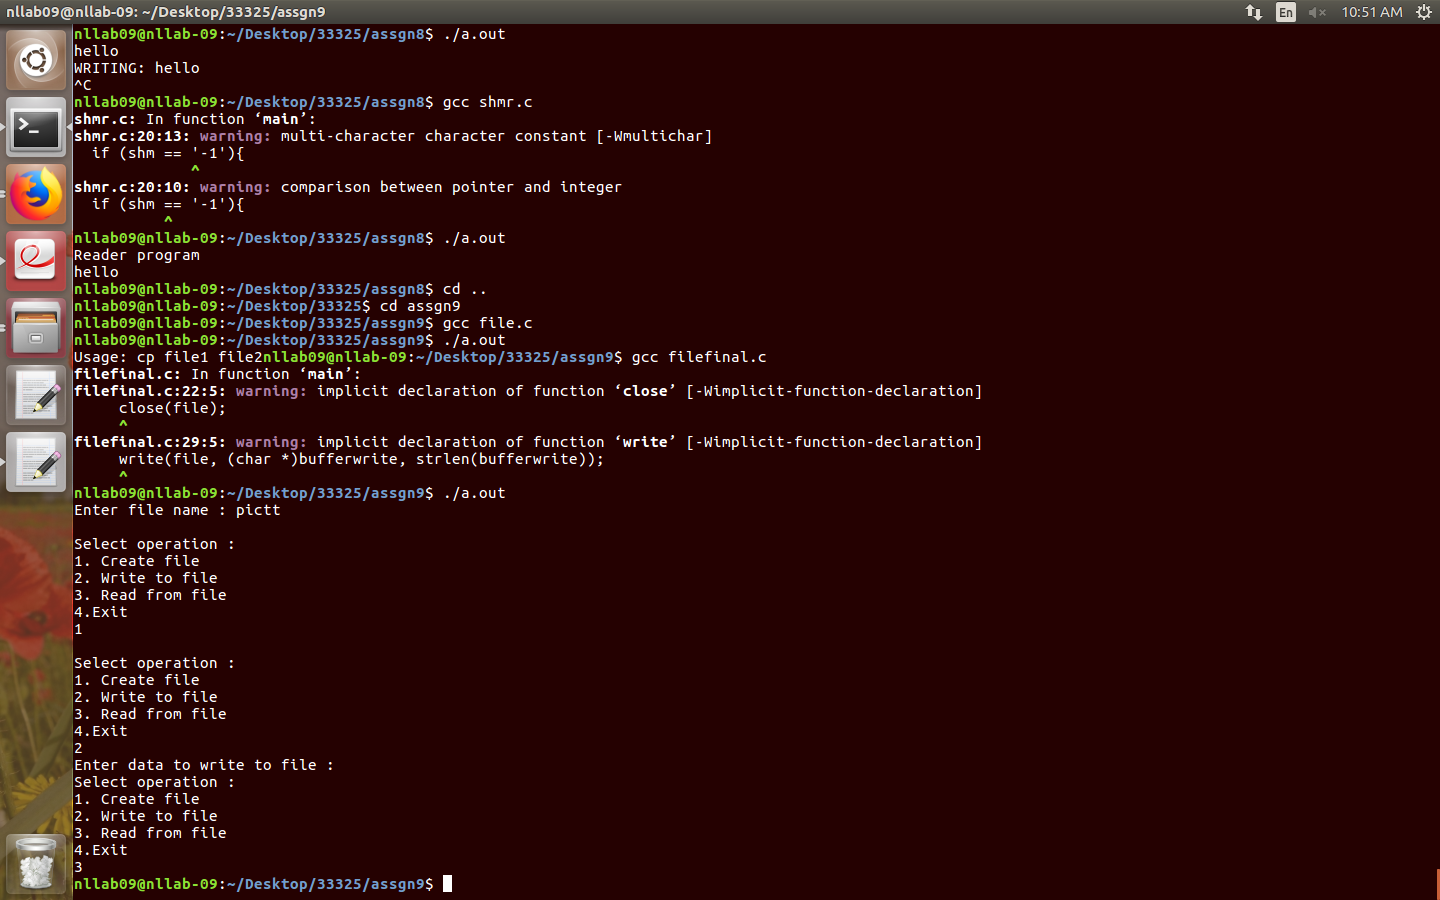 nllab09@nllab-09: ~/Desktop/33325/assgn9
En
10:51 AM
nllab09@nllab-09:~/Desktop/33325/assgn8$ ./a.out
hello
WRITING: hello
^C
nllab09@nllab-09:~/Desktop/33325/assgn8$ gcc shmr.c
shmr.c: In function ‘main’:
shmr.c:20:13: warning: multi-character character constant [-Wmultichar]
  if (shm == '-1'){
             ^
shmr.c:20:10: warning: comparison between pointer and integer
  if (shm == '-1'){
          ^
nllab09@nllab-09:~/Desktop/33325/assgn8$ ./a.out
Reader program
hello
nllab09@nllab-09:~/Desktop/33325/assgn8$ cd ..
nllab09@nllab-09:~/Desktop/33325$ cd assgn9
nllab09@nllab-09:~/Desktop/33325/assgn9$ gcc file.c
nllab09@nllab-09:~/Desktop/33325/assgn9$ ./a.out
Usage: cp file1 file2nllab09@nllab-09:~/Desktop/33325/assgn9$ gcc filefinal.c
filefinal.c: In function ‘main’:
filefinal.c:22:5: warning: implicit declaration of function ‘close’ [-Wimplicit-function-declaration]
     close(file);
     ^
filefinal.c:29:5: warning: implicit declaration of function ‘write’ [-Wimplicit-function-declaration]
     write(file, (char *)bufferwrite, strlen(bufferwrite));
     ^
nllab09@nllab-09:~/Desktop/33325/assgn9$ ./a.out
Enter file name : pictt

Select operation :
1. Create file
2. Write to file
3. Read from file
4.Exit
1

Select operation :
1. Create file
2. Write to file
3. Read from file
4.Exit
2
Enter data to write to file :
Select operation :
1. Create file
2. Write to file
3. Read from file
4.Exit
3
nllab09@nllab-09:~/Desktop/33325/assgn9$